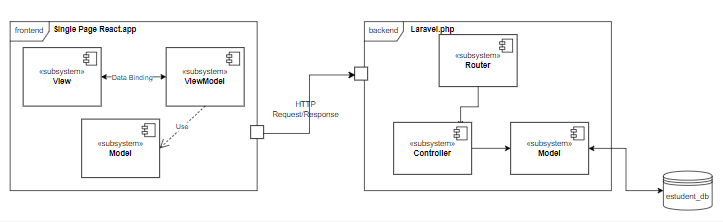 frontend
Single Page React.app
«subsystem»
View
Data Binding
«subsystem»
ViewModel
Use
«subsystem»
Model
HTTP
Request/Response
backend
Laravel.php
«subsystem»
Router
«subsystem»
Controller
«subsystem»
Model
estudent_db